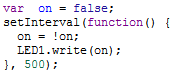 var  on = false;
setInterval(function() {
  on = !on;
  LED1.write(on);
}, 500);